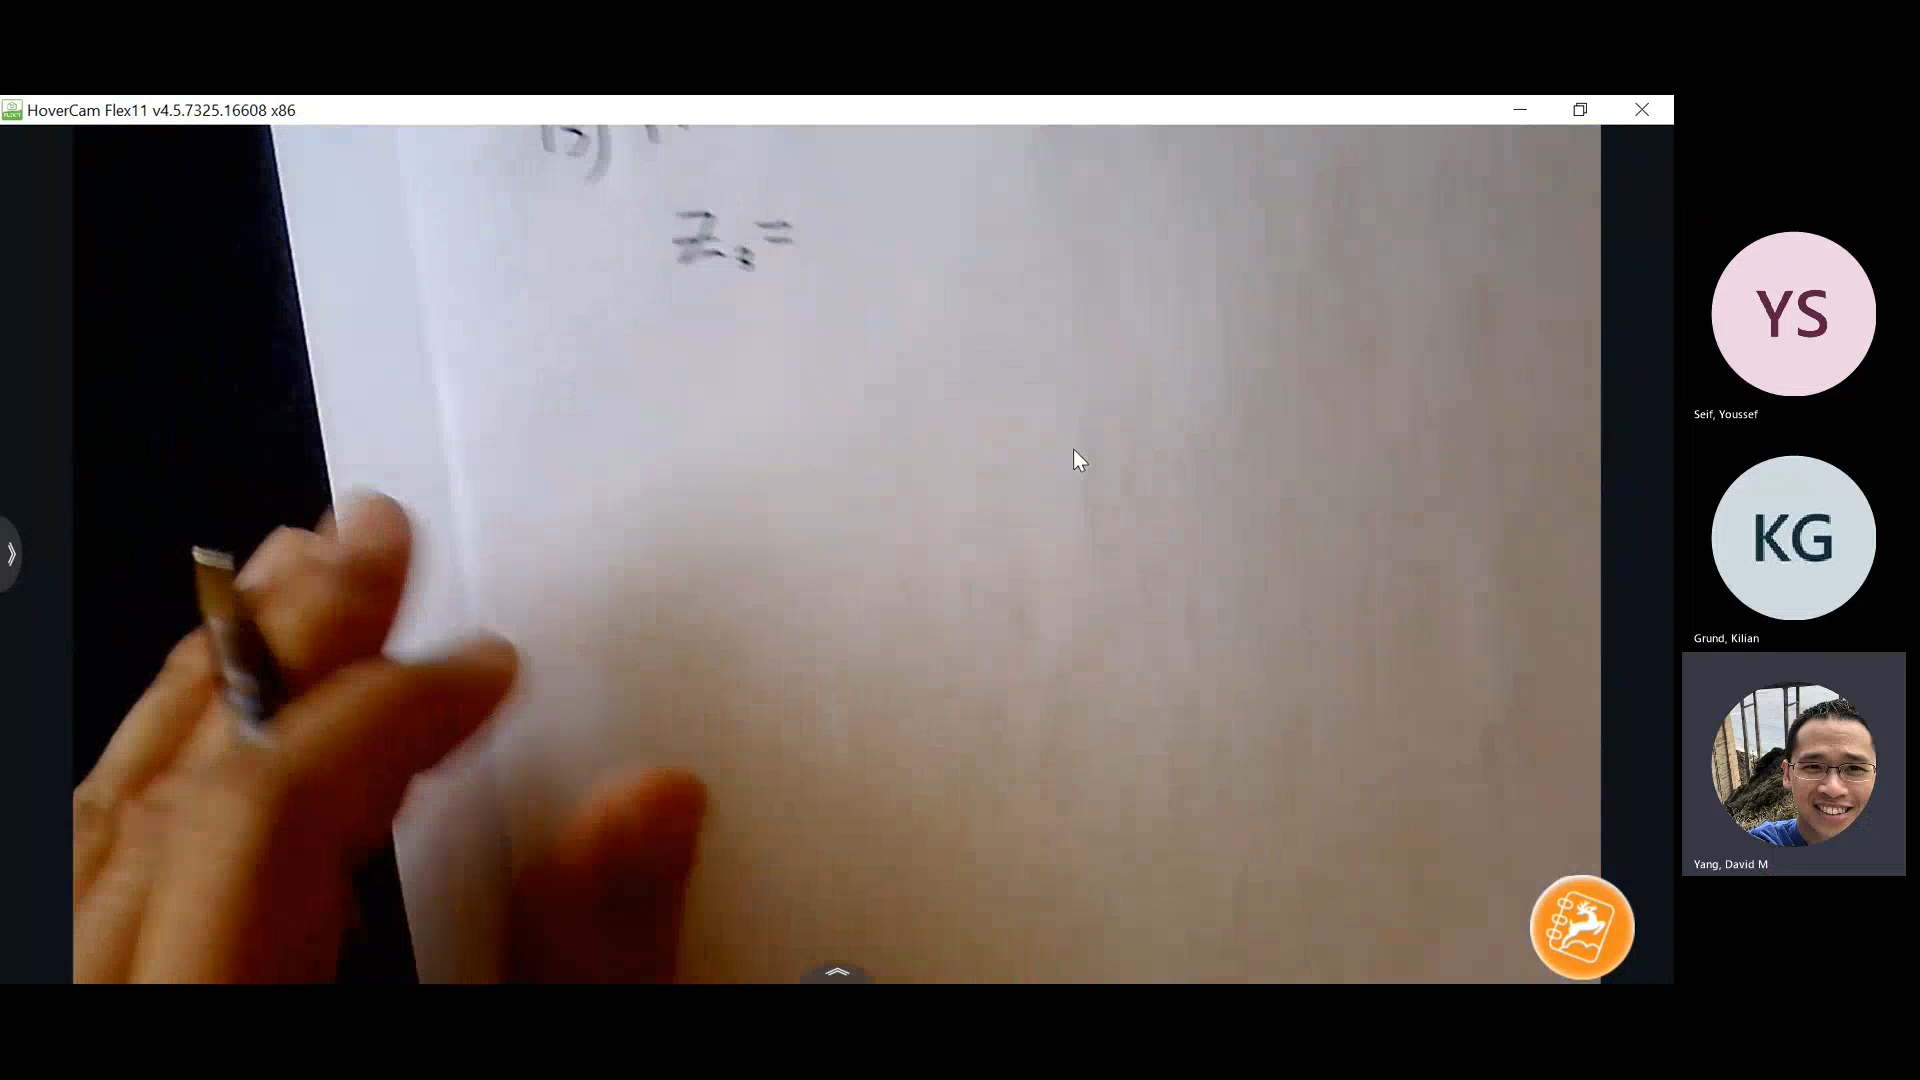 HoverCam Flex11 v4.5.7325.16608 x86
b)
YS
Seif, Youssef
KG
Grund, Kilian
Yang, David M